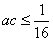 ac ≤ 1/16